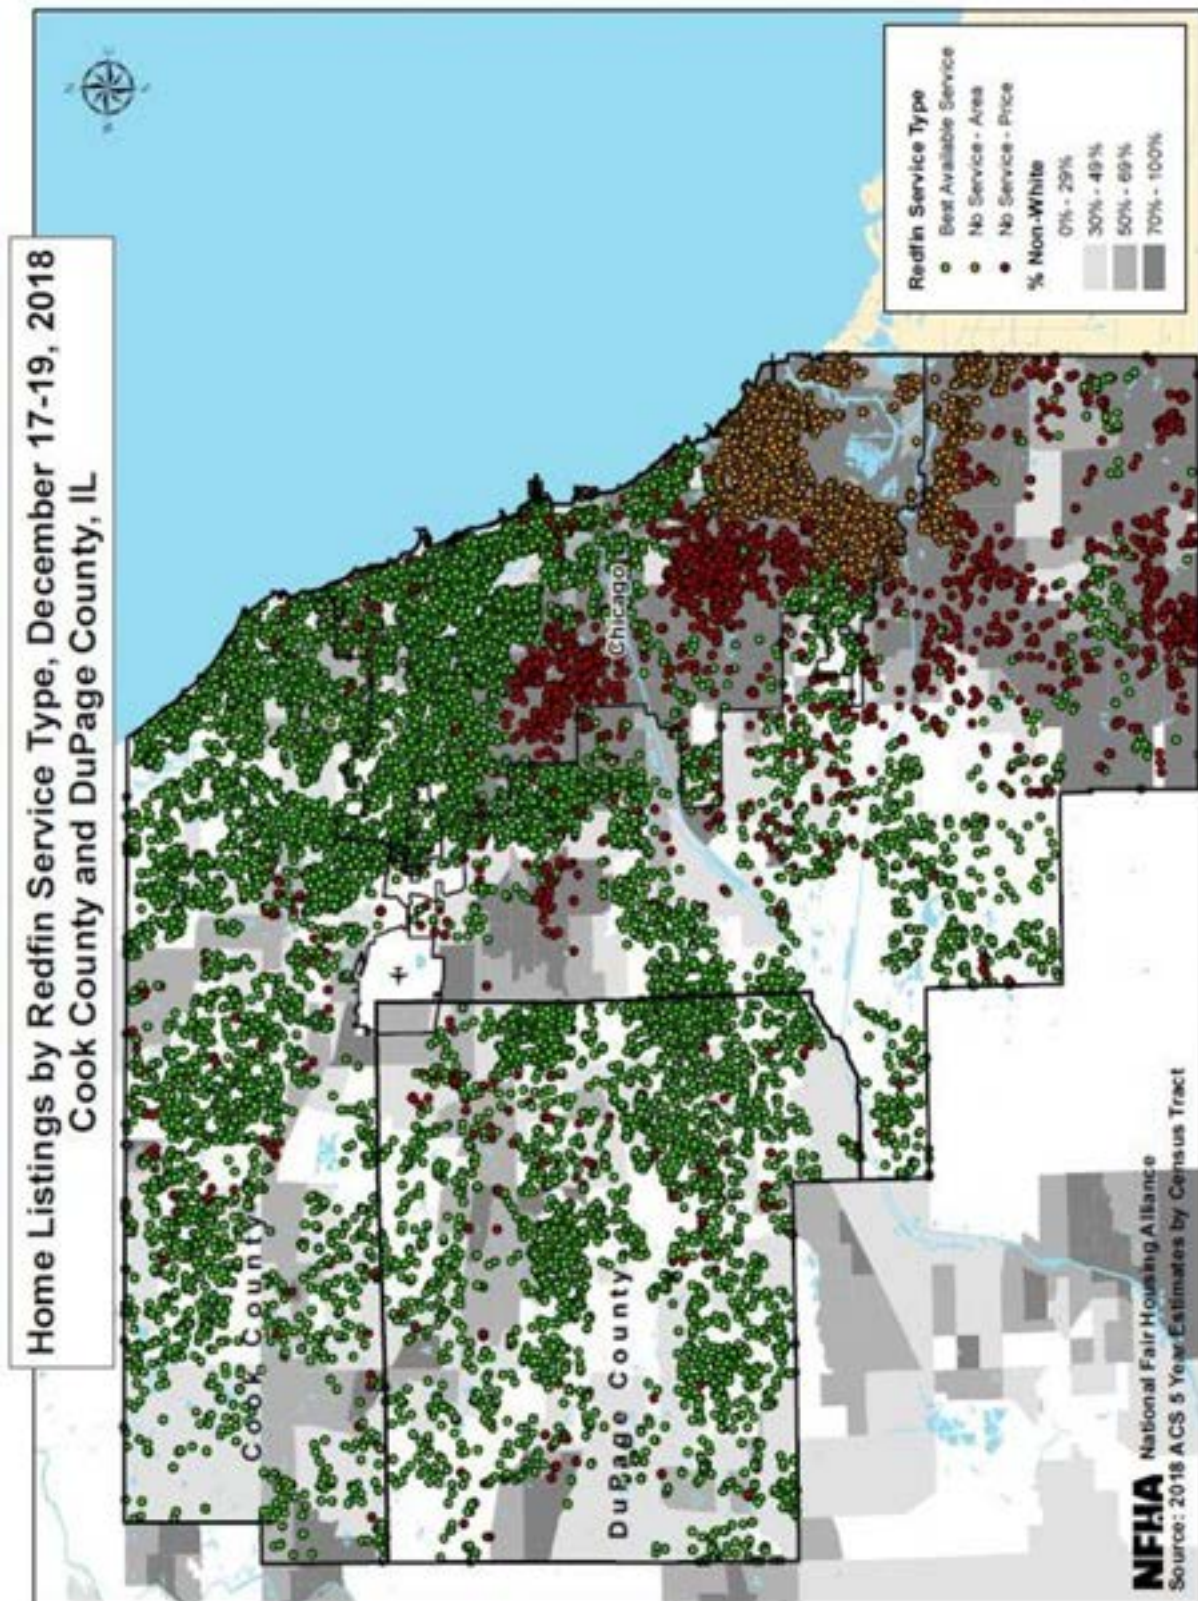 Home Listings by Redfin Service Type, December 17-19, 2018
Cook County and DuPage County, IL
Redfin Service Type
Best Available Service
No Service - Area
No Service - Price
% Non-White
0% - 29%
30% - 49%
50% - 69%
70% - 100%
Chicago
Cook County
DuPage County
NFHA National Fair Housing Alliance
Source: 2018 ACS 5 Year Estimates by Census Tract